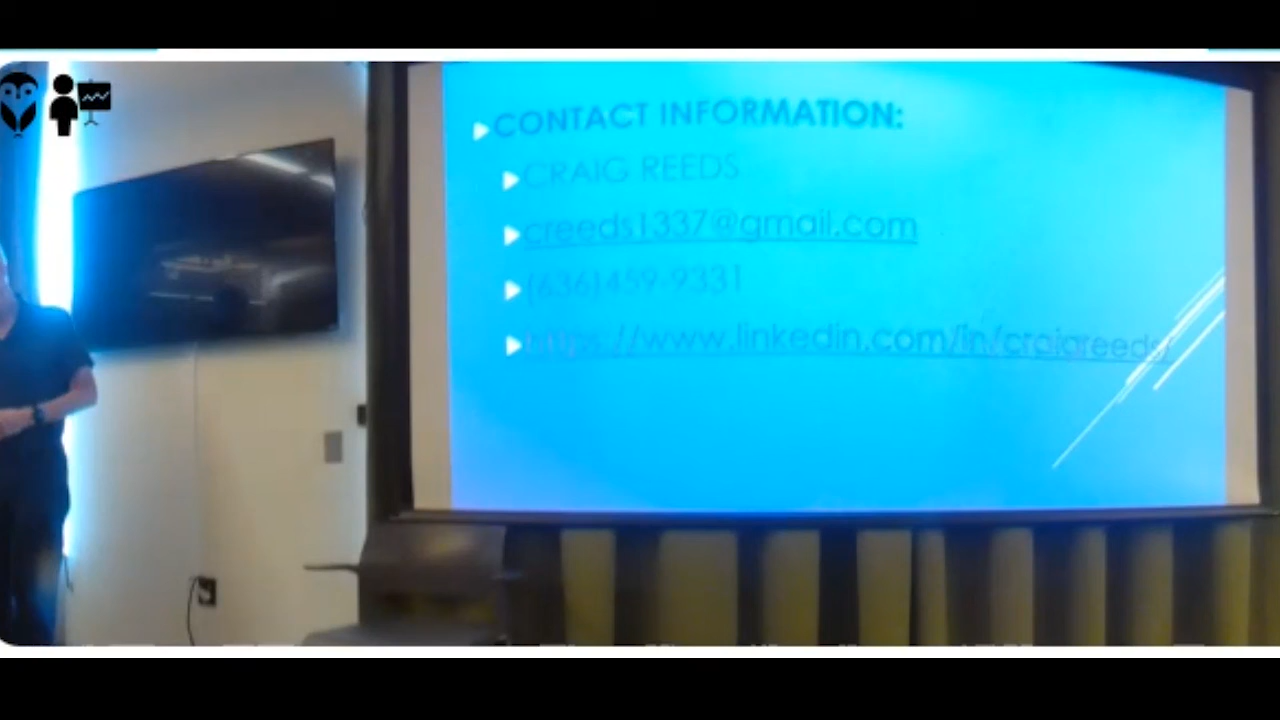 CONTACT INFORMATION:
CRAIG REEDS
creeds1337@gmail.com
(636)459-9331
https://www.linkedin.com/in/craigreeds/